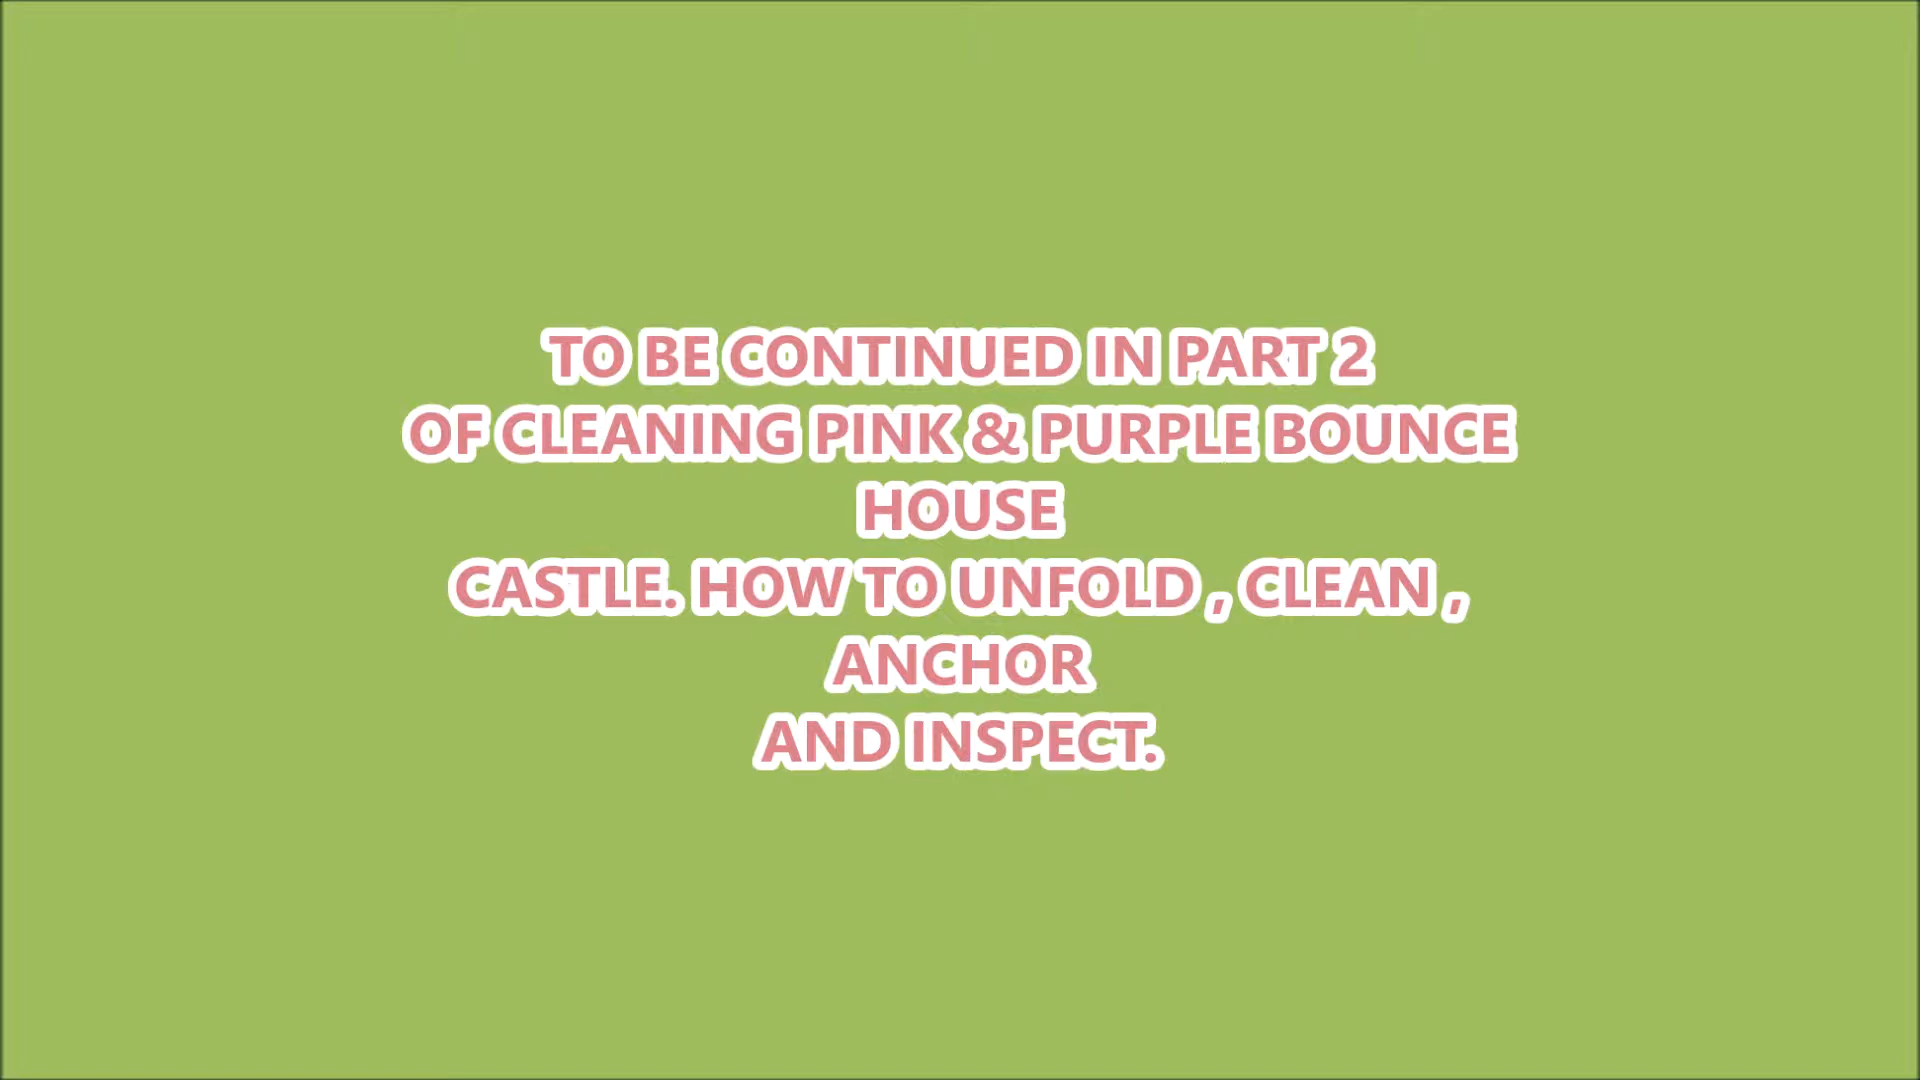 TO BE CONTINUED IN PART 2
OF CLEANING PINK & PURPLE BOUNCE
HOUSE
CASTLE. HOW TO UNFOLD , CLEAN ,
ANCHOR
AND INSPECT.